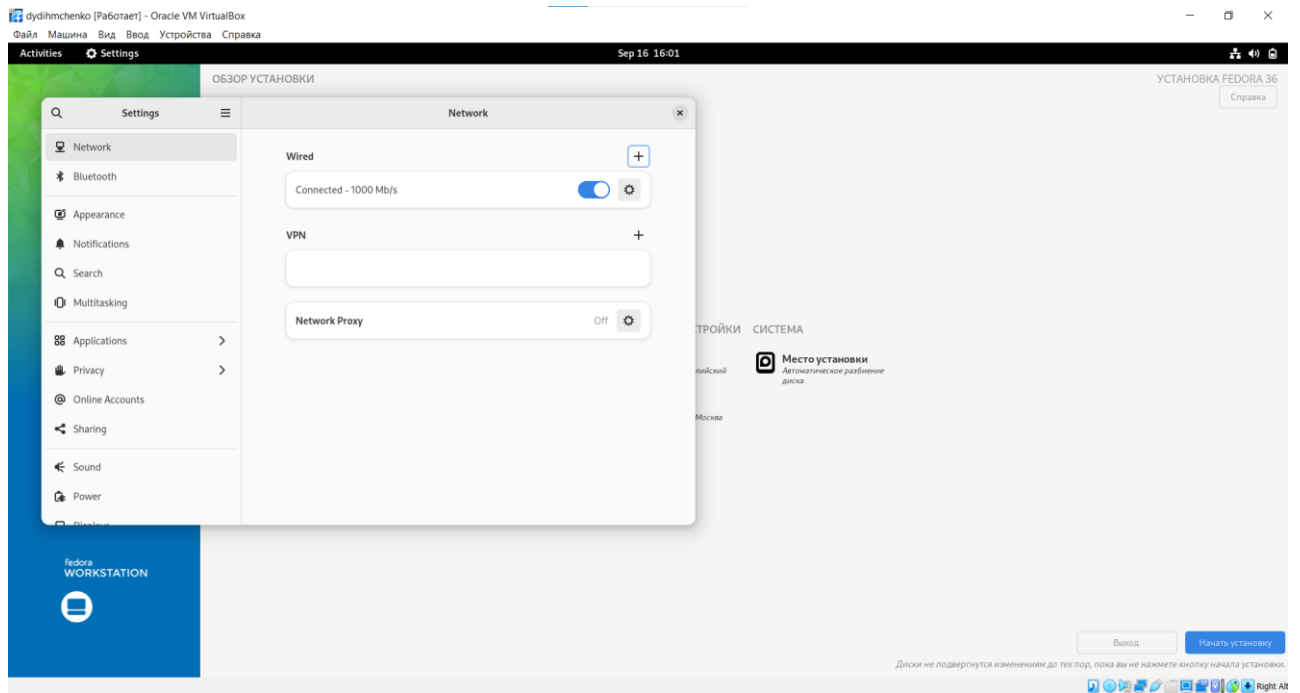 dydihmchenko [Работает] - Oracle VM VirtualBox
Файл Машина Вид Ввод Устройства Справка
Activities Settings Sep 16 16:01
ОБЗОР УСТАНОВКИ УСТАНОВКА FEDORA 36
Справка
Settings Network
Network
Bluetooth
Appearance
Notifications
Search
Multitasking
Applications
Privacy
Online Accounts
Sharing
Sound
Power
Displays
Wired
Connected - 1000 Mb/s
VPN
Network Proxy Off
ТРОЙКИ СИСТЕМА
Место установки
Автоматическое разбиение
диска
лийский
Москва
fedora
WORKSTATION
Выход Начать установку
Диски не подвергнутся изменениям до тех пор, пока вы не нажмете кнопку начала установки.
Right Alt